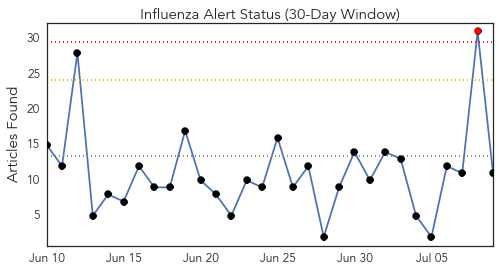 Influenza Alert Status (30-Day Window)
Articles Found
30
25
20
15
10
5
Jun 10
Jun 15
Jun 20
Jun 25
Jun 30
Jul 05